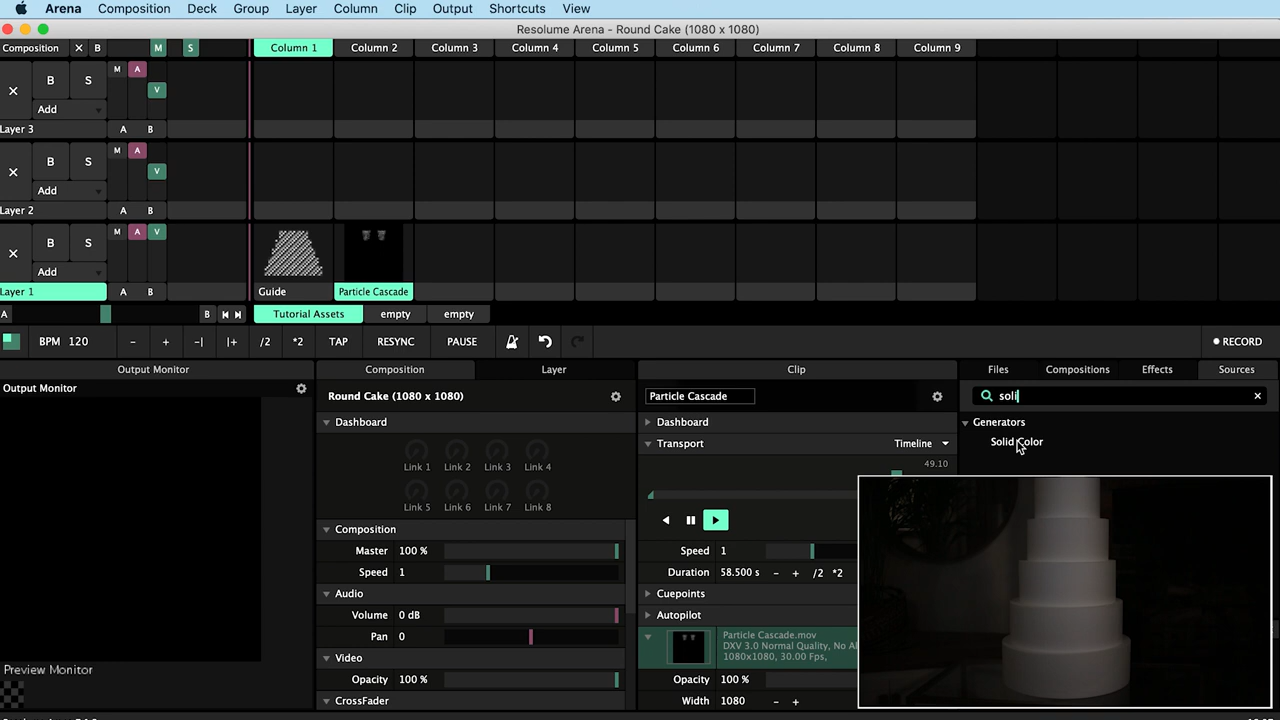 Arena Composition Deck Group Layer Column Clip Output Shortcuts View
Resolume Arena - Round Cake (1080 x 1080)
Composition B M S Column 1 Column 2 Column 3 Column 4 Column 5 Column 6 Column 7 Column 8 Column 9
M A
B S
V
Add
Layer 3 A B
M A
B S
V
Add
Layer 2 A B
M A V
B S
Add
Layer 1 A B Guide Particle Cascade
A B Tutorial Assets empty empty
BPM 120 - + -| |+ /2 *2 TAP RESYNC PAUSE RECORD
Output Monitor Composition Layer Clip Files Compositions Effects Sources
Output Monitor Round Cake (1080 x 1080) Particle Cascade soli
Dashboard Dashboard Generators
Transport Timeline Solid Color
Link 1 Link 2 Link 3 Link 4 49.10
Link 5 Link 6 Link 7 Link 8
Composition
Master 100 % Speed 1
Speed 1 Duration 58.500 s - + /2 *2
Audio Cuepoints
Volume 0 dB Autopilot
Pan 0 Particle Cascade.mov
DXV 3.0 Normal Quality, No Al
Video 1080x1080, 30.00 Fps,
Preview Monitor
Opacity 100 % Opacity 100 %
CrossFader Width 1080 - +